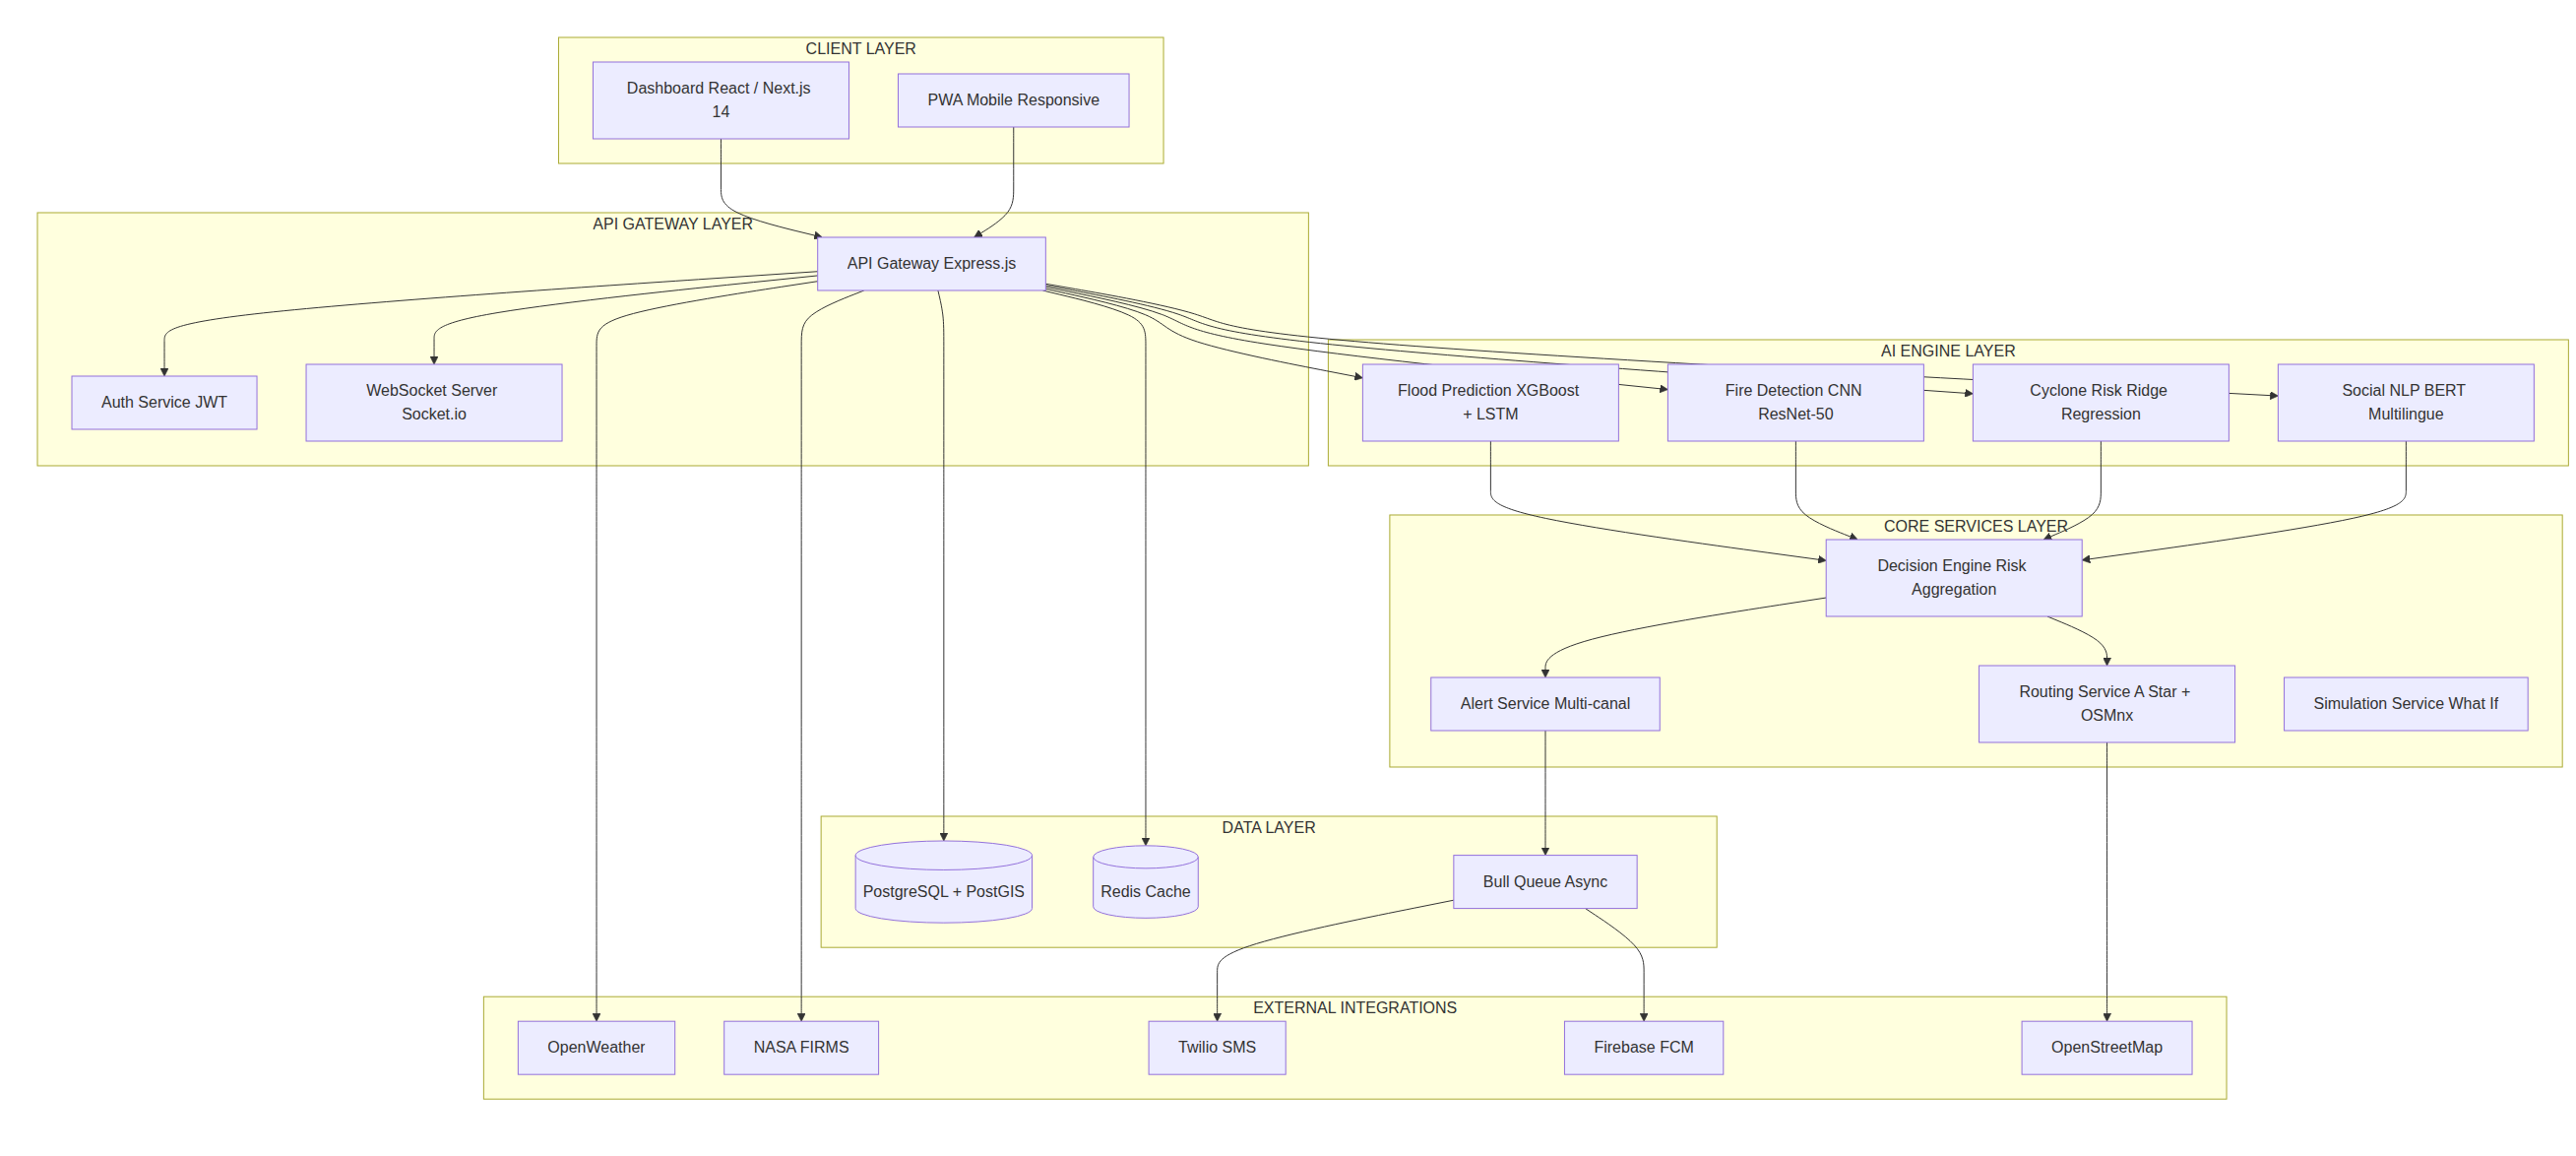 CLIENT LAYER
Dashboard React / Next.js
14
PWA Mobile Responsive
API GATEWAY LAYER
API Gateway Express.js
Auth Service JWT
WebSocket Server
Socket.io
AI ENGINE LAYER
Flood Prediction XGBoost
+ LSTM
Fire Detection CNN
ResNet-50
Cyclone Risk Ridge
Regression
Social NLP BERT
Multilingue
CORE SERVICES LAYER
Decision Engine Risk
Aggregation
Alert Service Multi-canal
Routing Service A Star +
OSMnx
Simulation Service What If
DATA LAYER
PostgreSQL + PostGIS
Redis Cache
Bull Queue Async
EXTERNAL INTEGRATIONS
OpenWeather
NASA FIRMS
Twilio SMS
Firebase FCM
OpenStreetMap